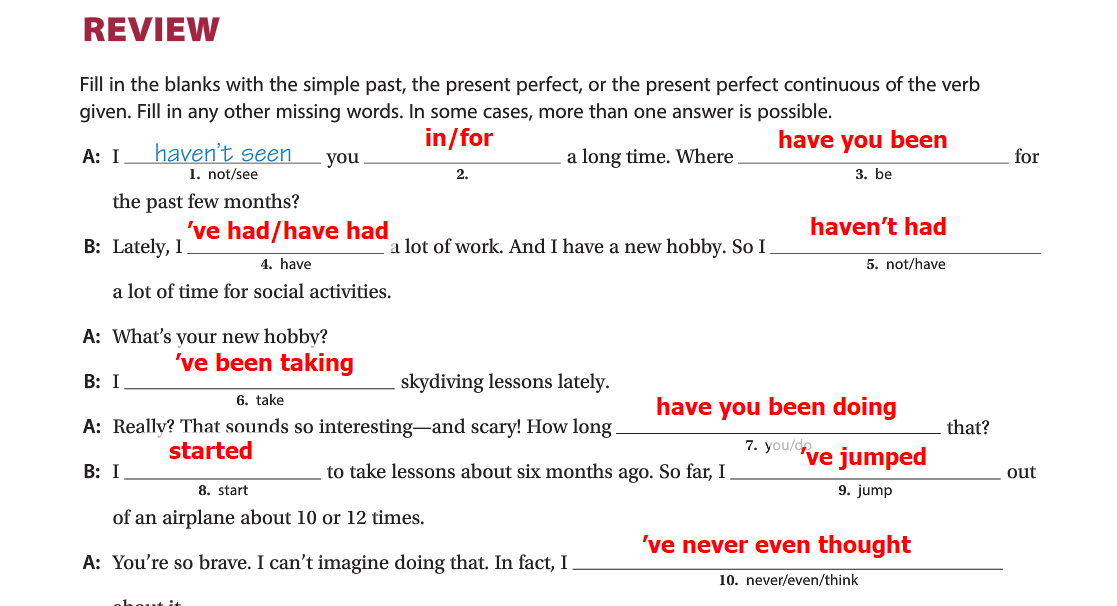 REVIEW
Fill in the blanks with the simple past, the present perfect, or the present perfect continuous of the verb
given. Fill in any other missing words. In some cases, more than one answer is possible.
in/for have you been
A: I haven't seen you a long time. Where for
1. not/see 2. 3. be
the past few months?
've had/have had haven't had
B: Lately, I a lot of work. And I have a new hobby. So I
4. have 5. not/have
a lot of time for social activities.
A: What's your new hobby?
've been taking
B: I skydiving lessons lately.
6. take
have you been doing
A: Really? That sounds so interesting—and scary! How long that?
7. you/do
started 've jumped
B: I to take lessons about six months ago. So far, I out
8. start 9. jump
of an airplane about 10 or 12 times.
've never even thought
A: You're so brave. I can't imagine doing that. In fact, I
10. never/even/think
about it